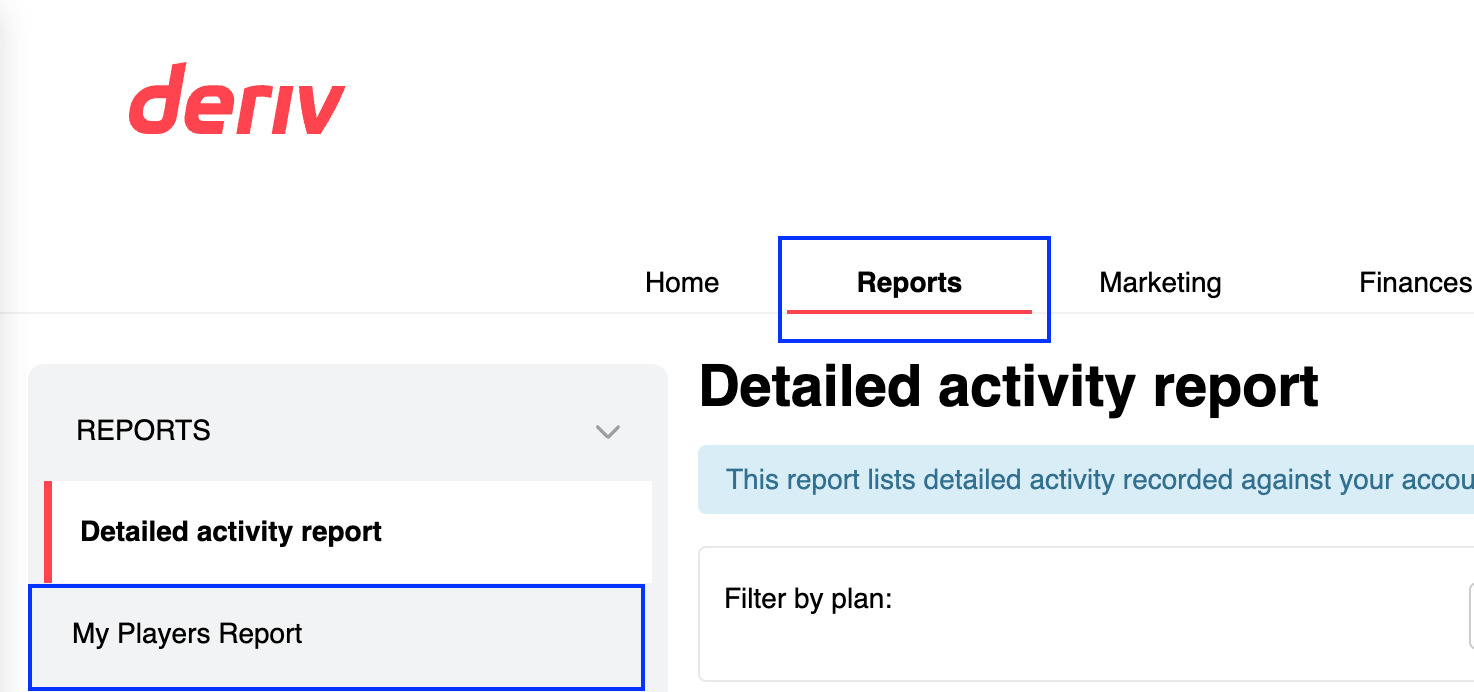 deriv
Home Reports Marketing Finances
REPORTS
Detailed activity report
My Players Report
Detailed activity report
This report lists detailed activity recorded against your accou
Filter by plan: